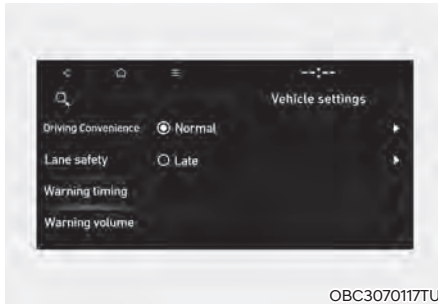 --:--
Vehicle settings
Driving Convenience
Normal
Lane safety
Late
Warning timing
Warning volume
OBC3070117TU